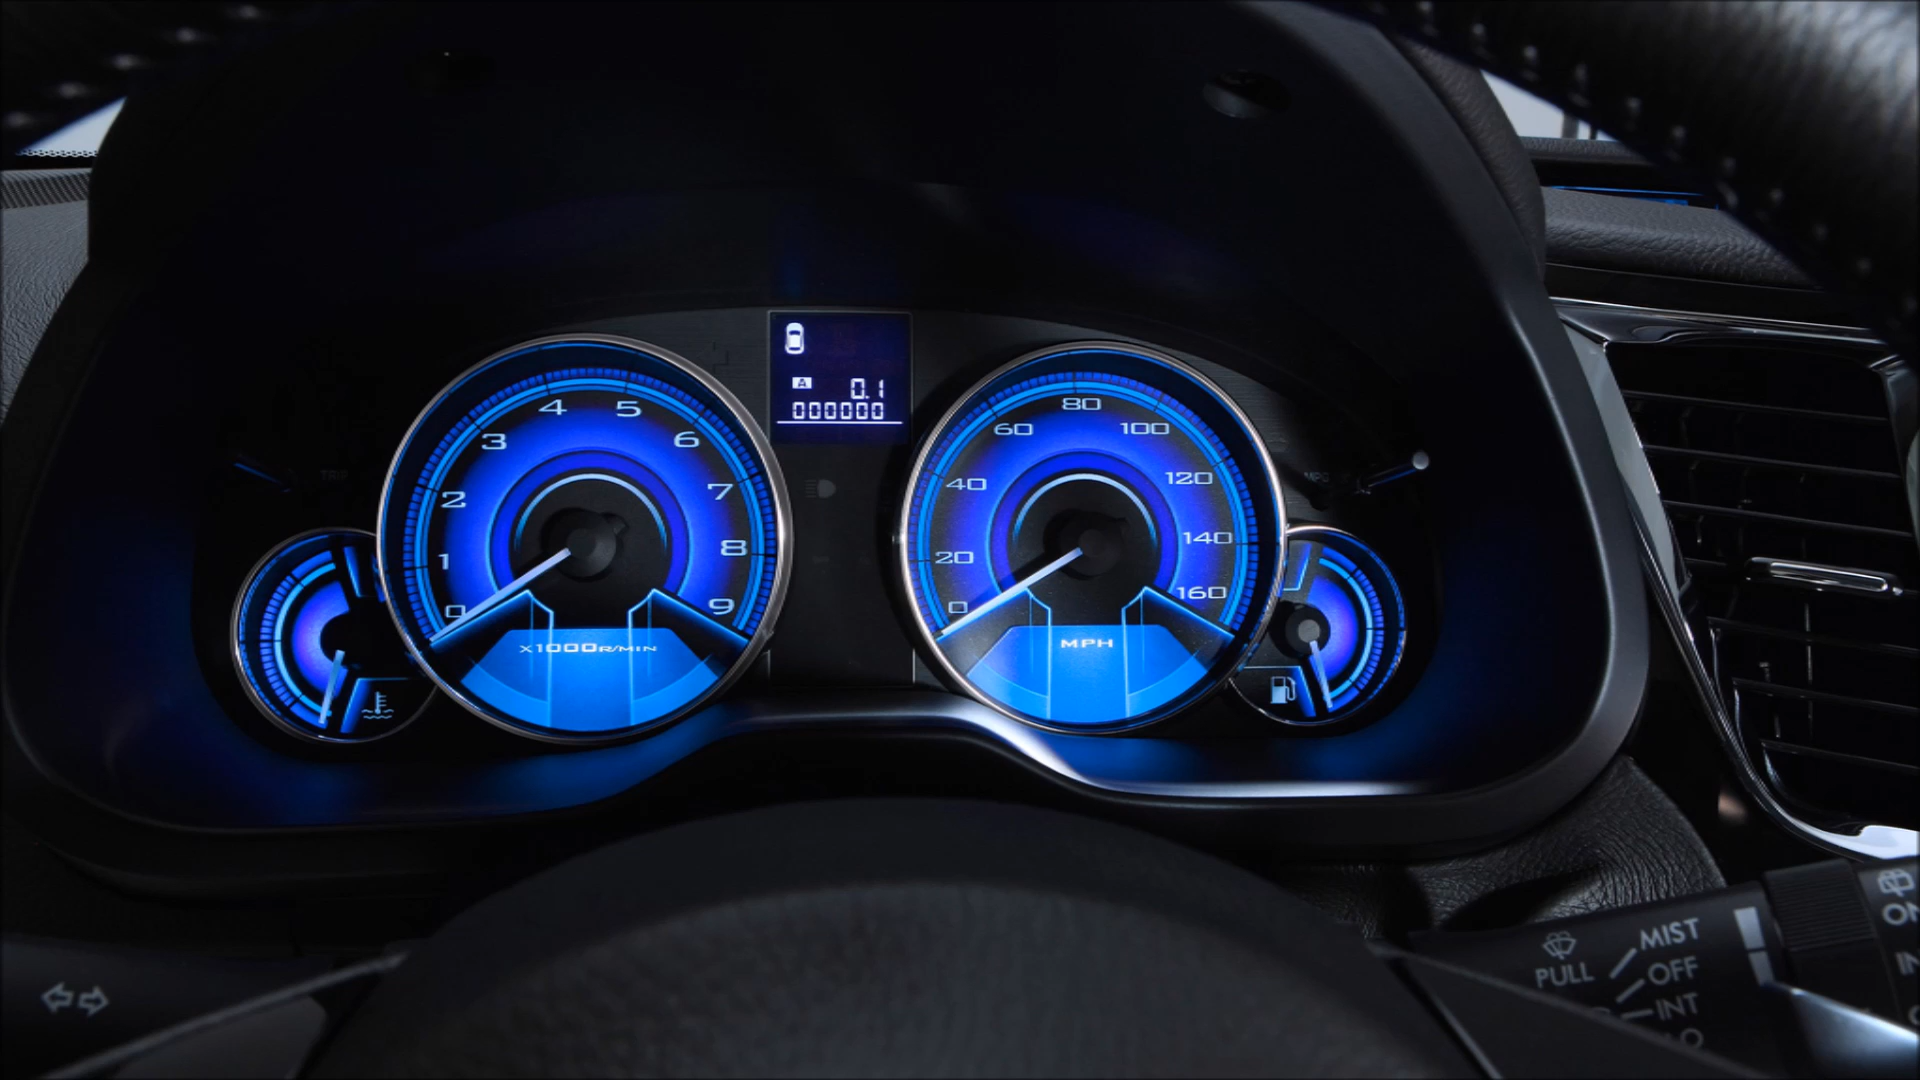 TRIP
A 0.1
000000
4 5
3 6
2 7
1 8
0 9
x1000R/MIN
80
60 100
40 120
20 140
0 160
MPH
MIST
PULL OFF
INT
ON